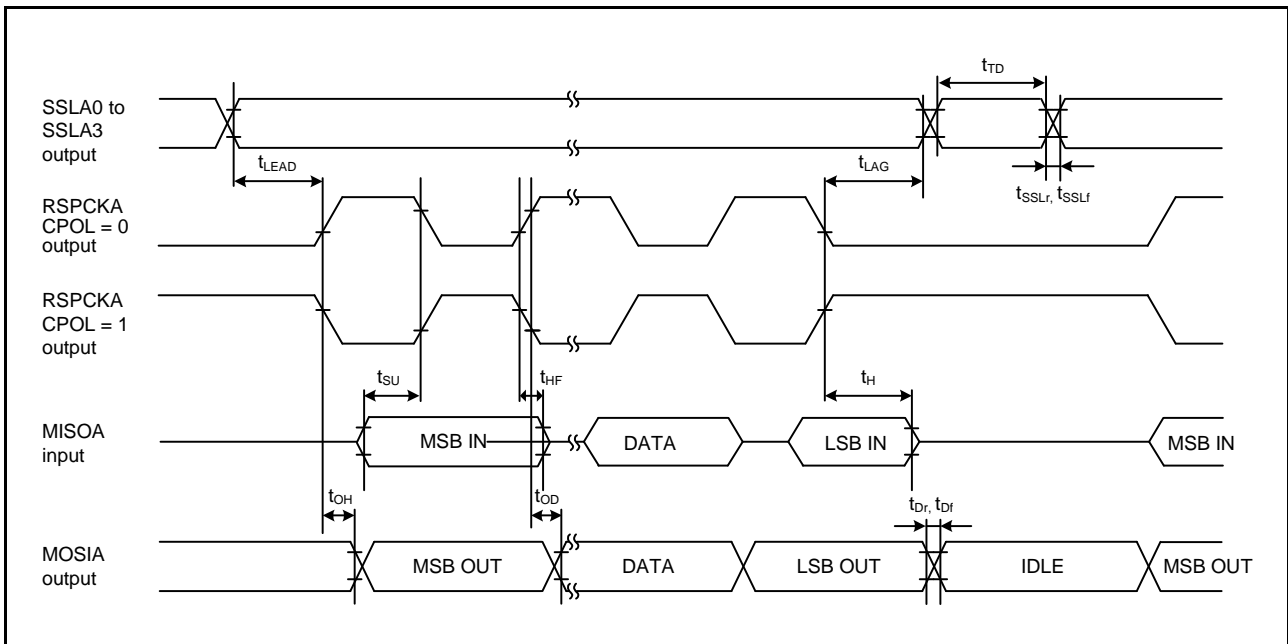 tTD
SSLA0 to
SSLA3
output
tLEAD
tLAG
tSSLr, tSSLf
RSPCKA
CPOL = 0
output
RSPCKA
CPOL = 1
output
tSU
tHF
tH
MISOA
input
MSB IN
DATA
LSB IN
MSB IN
tOH
tOD
tDr, tDf
MOSIA
output
MSB OUT
DATA
LSB OUT
IDLE
MSB OUT